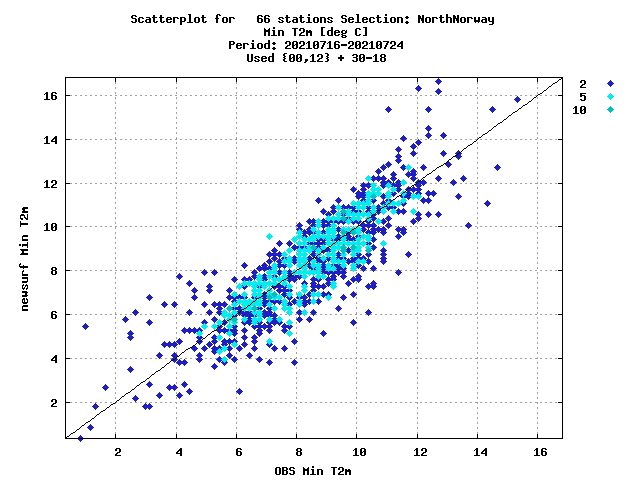 Scatterplot for 66 stations Selection: NorthNorway
Min T2m [deg C]
Period: 20210716-20210724
Used {00,12} + 30-18
2
5
10
16
14
12
10
8
6
4
2
newsurf Min T2m
2 4 6 8 10 12 14 16
OBS Min T2m